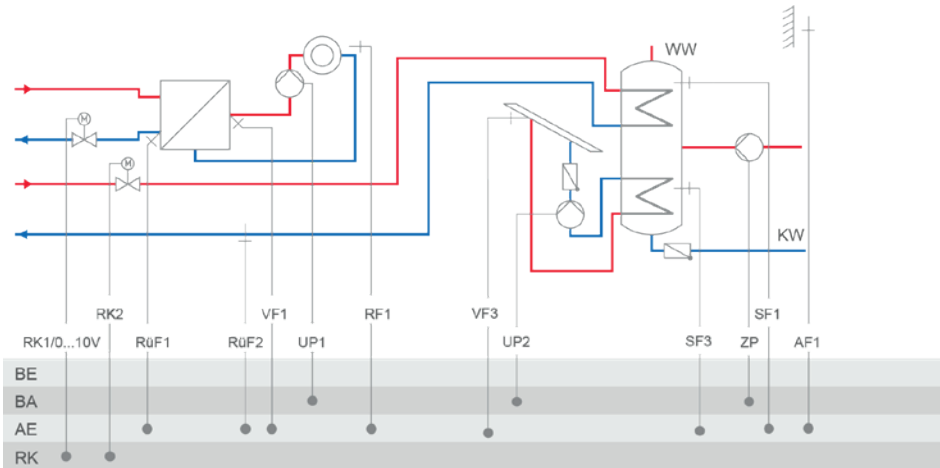 WW
M
M
KW
RK2 VF1 RF1 VF3 SF1
RK1/0...10V RüF1 RüF2 UP1 UP2 SF3 ZP AF1
BE
BA
AE
RK